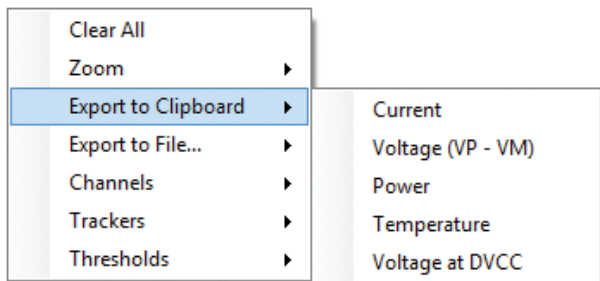 Clear All
Zoom
Export to Clipboard
Export to File...
Channels
Trackers
Thresholds
Current
Voltage (VP - VM)
Power
Temperature
Voltage at DVCC